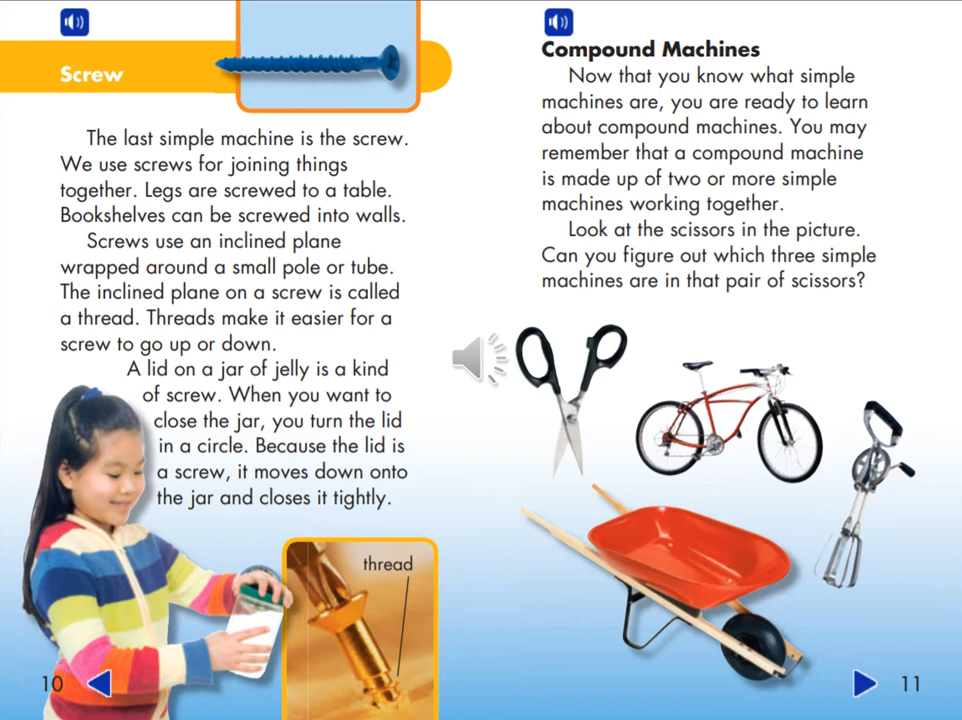 Screw
The last simple machine is the screw.
We use screws for joining things
together. Legs are screwed to a table.
Bookshelves can be screwed into walls.
Screws use an inclined plane
wrapped around a small pole or tube.
The inclined plane on a screw is called
a thread. Threads make it easier for a
screw to go up or down.
A lid on a jar of jelly is a kind
of screw. When you want to
close the jar, you turn the lid
in a circle. Because the lid is
a screw, it moves down onto
the jar and closes it tightly.
thread
10
Compound Machines
Now that you know what simple
machines are, you are ready to learn
about compound machines. You may
remember that a compound machine
is made up of two or more simple
machines working together.
Look at the scissors in the picture.
Can you figure out which three simple
machines are in that pair of scissors?
11